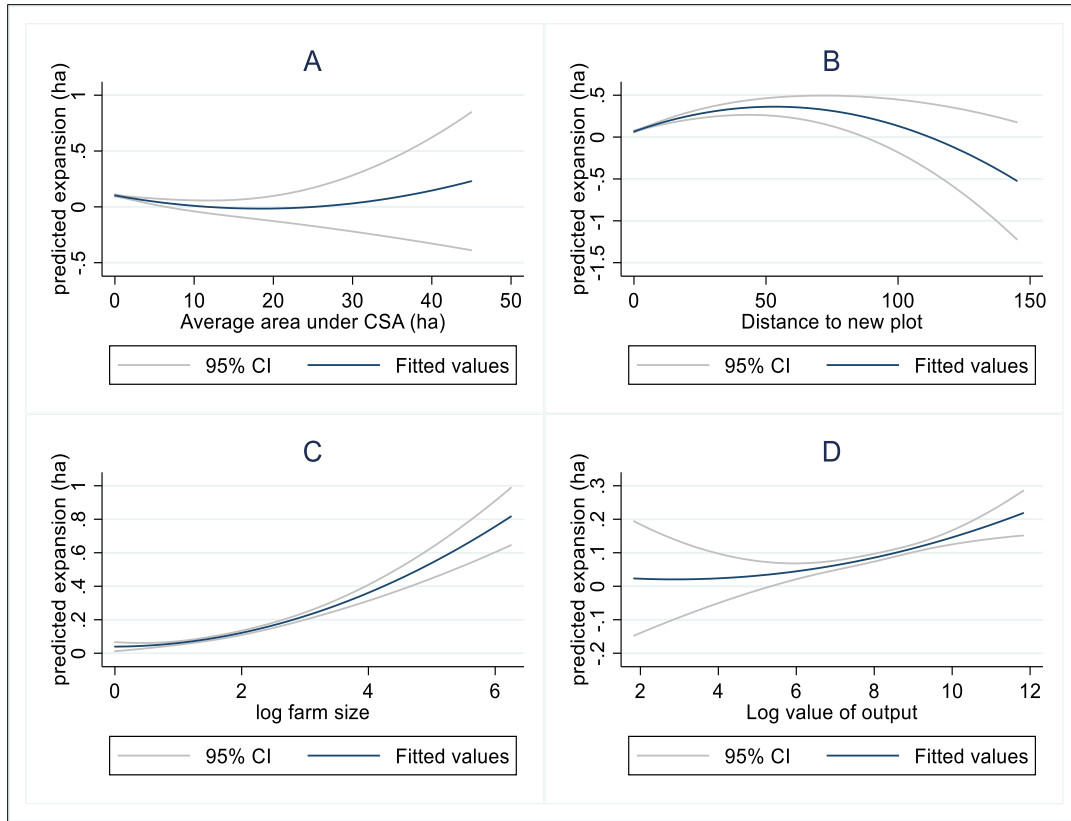 A
predicted expansion (ha)
1
.5
0
-.5
0 10 20 30 40 50
Average area under CSA (ha)
95% CI Fitted values
B
predicted expansion (ha)
.5
0
-.5
-1
-1.5
0 50 100 150
Distance to new plot
95% CI Fitted values
C
predicted expansion (ha)
1
.8
.6
.4
.2
0
0 2 4 6
log farm size
95% CI Fitted values
D
predicted expansion (ha)
.3
.2
.1
0
-.1
-.2
2 4 6 8 10 12
Log value of output
95% CI Fitted values